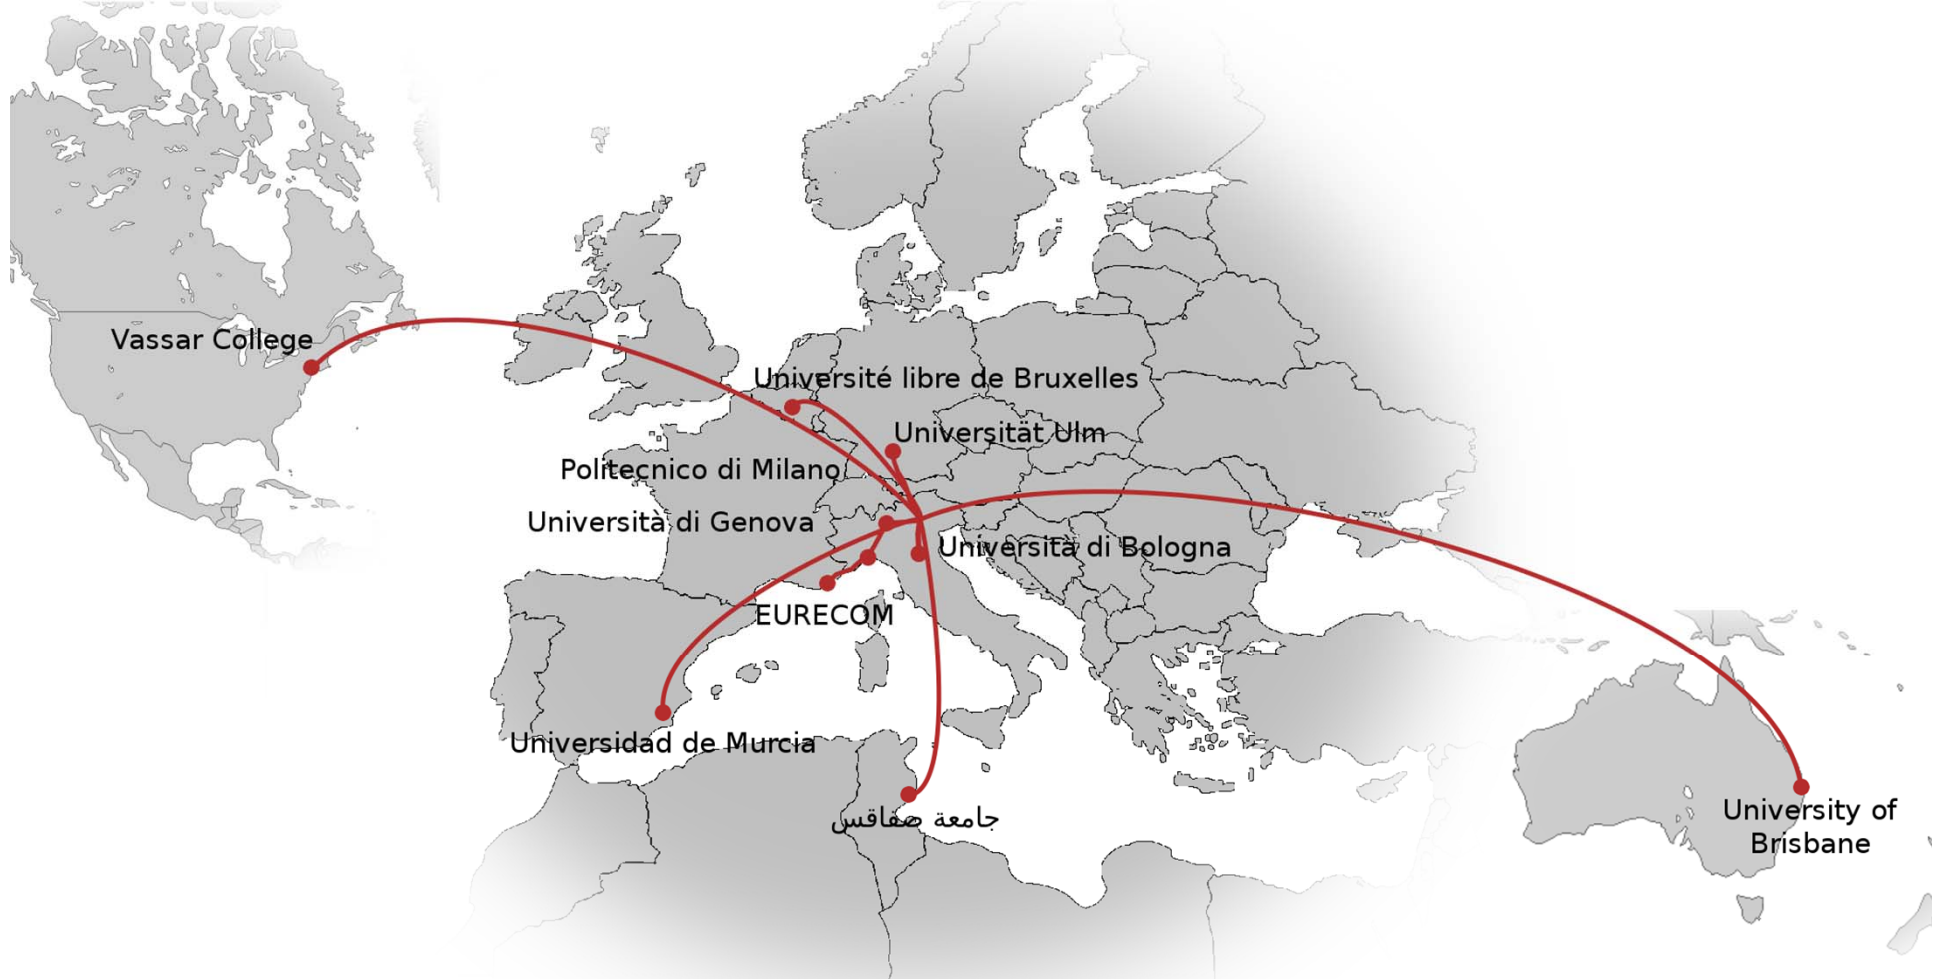 Vassar College
Université libre de Bruxelles
Universität Ulm
Politecnico di Milano
Università di Genova
Università di Bologna
EURECOM
Universidad de Murcia
جامعة صفاقس
University of
Brisbane